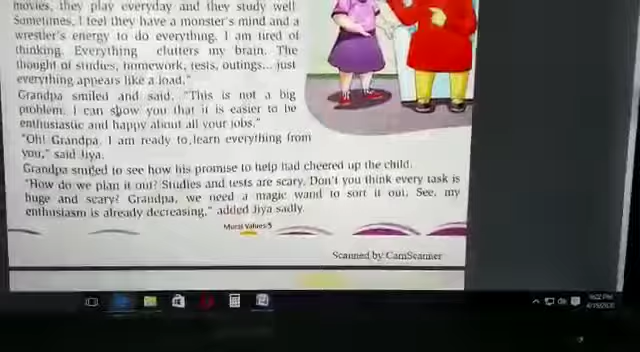 movies, they play everyday and they study well
Sometimes, I feel they have a monster's mind and a
wrestler's energy to do everything. I am tired of
thinking. Everything clutters my brain. The
thought of studies, homework, tests, outings... just
everything appears like a load."
Grandpa smiled and said, "This is not a big
problem. I can show you that it is easier to be
enthusiastic and happy about all your jobs."
"Oh! Grandpa, I am ready to learn everything from
you," said Jiya.
Grandpa smiled to see how his promise to help had cheered up the child.
"How do we plan it out? Studies and tests are scary. Don't you think every task is
huge and scary? Grandpa, we need a magic wand to sort it out. See, my
enthusiasm is already decreasing," added Jiya sadly.
Moral Values-5
Scanned by CamScanner